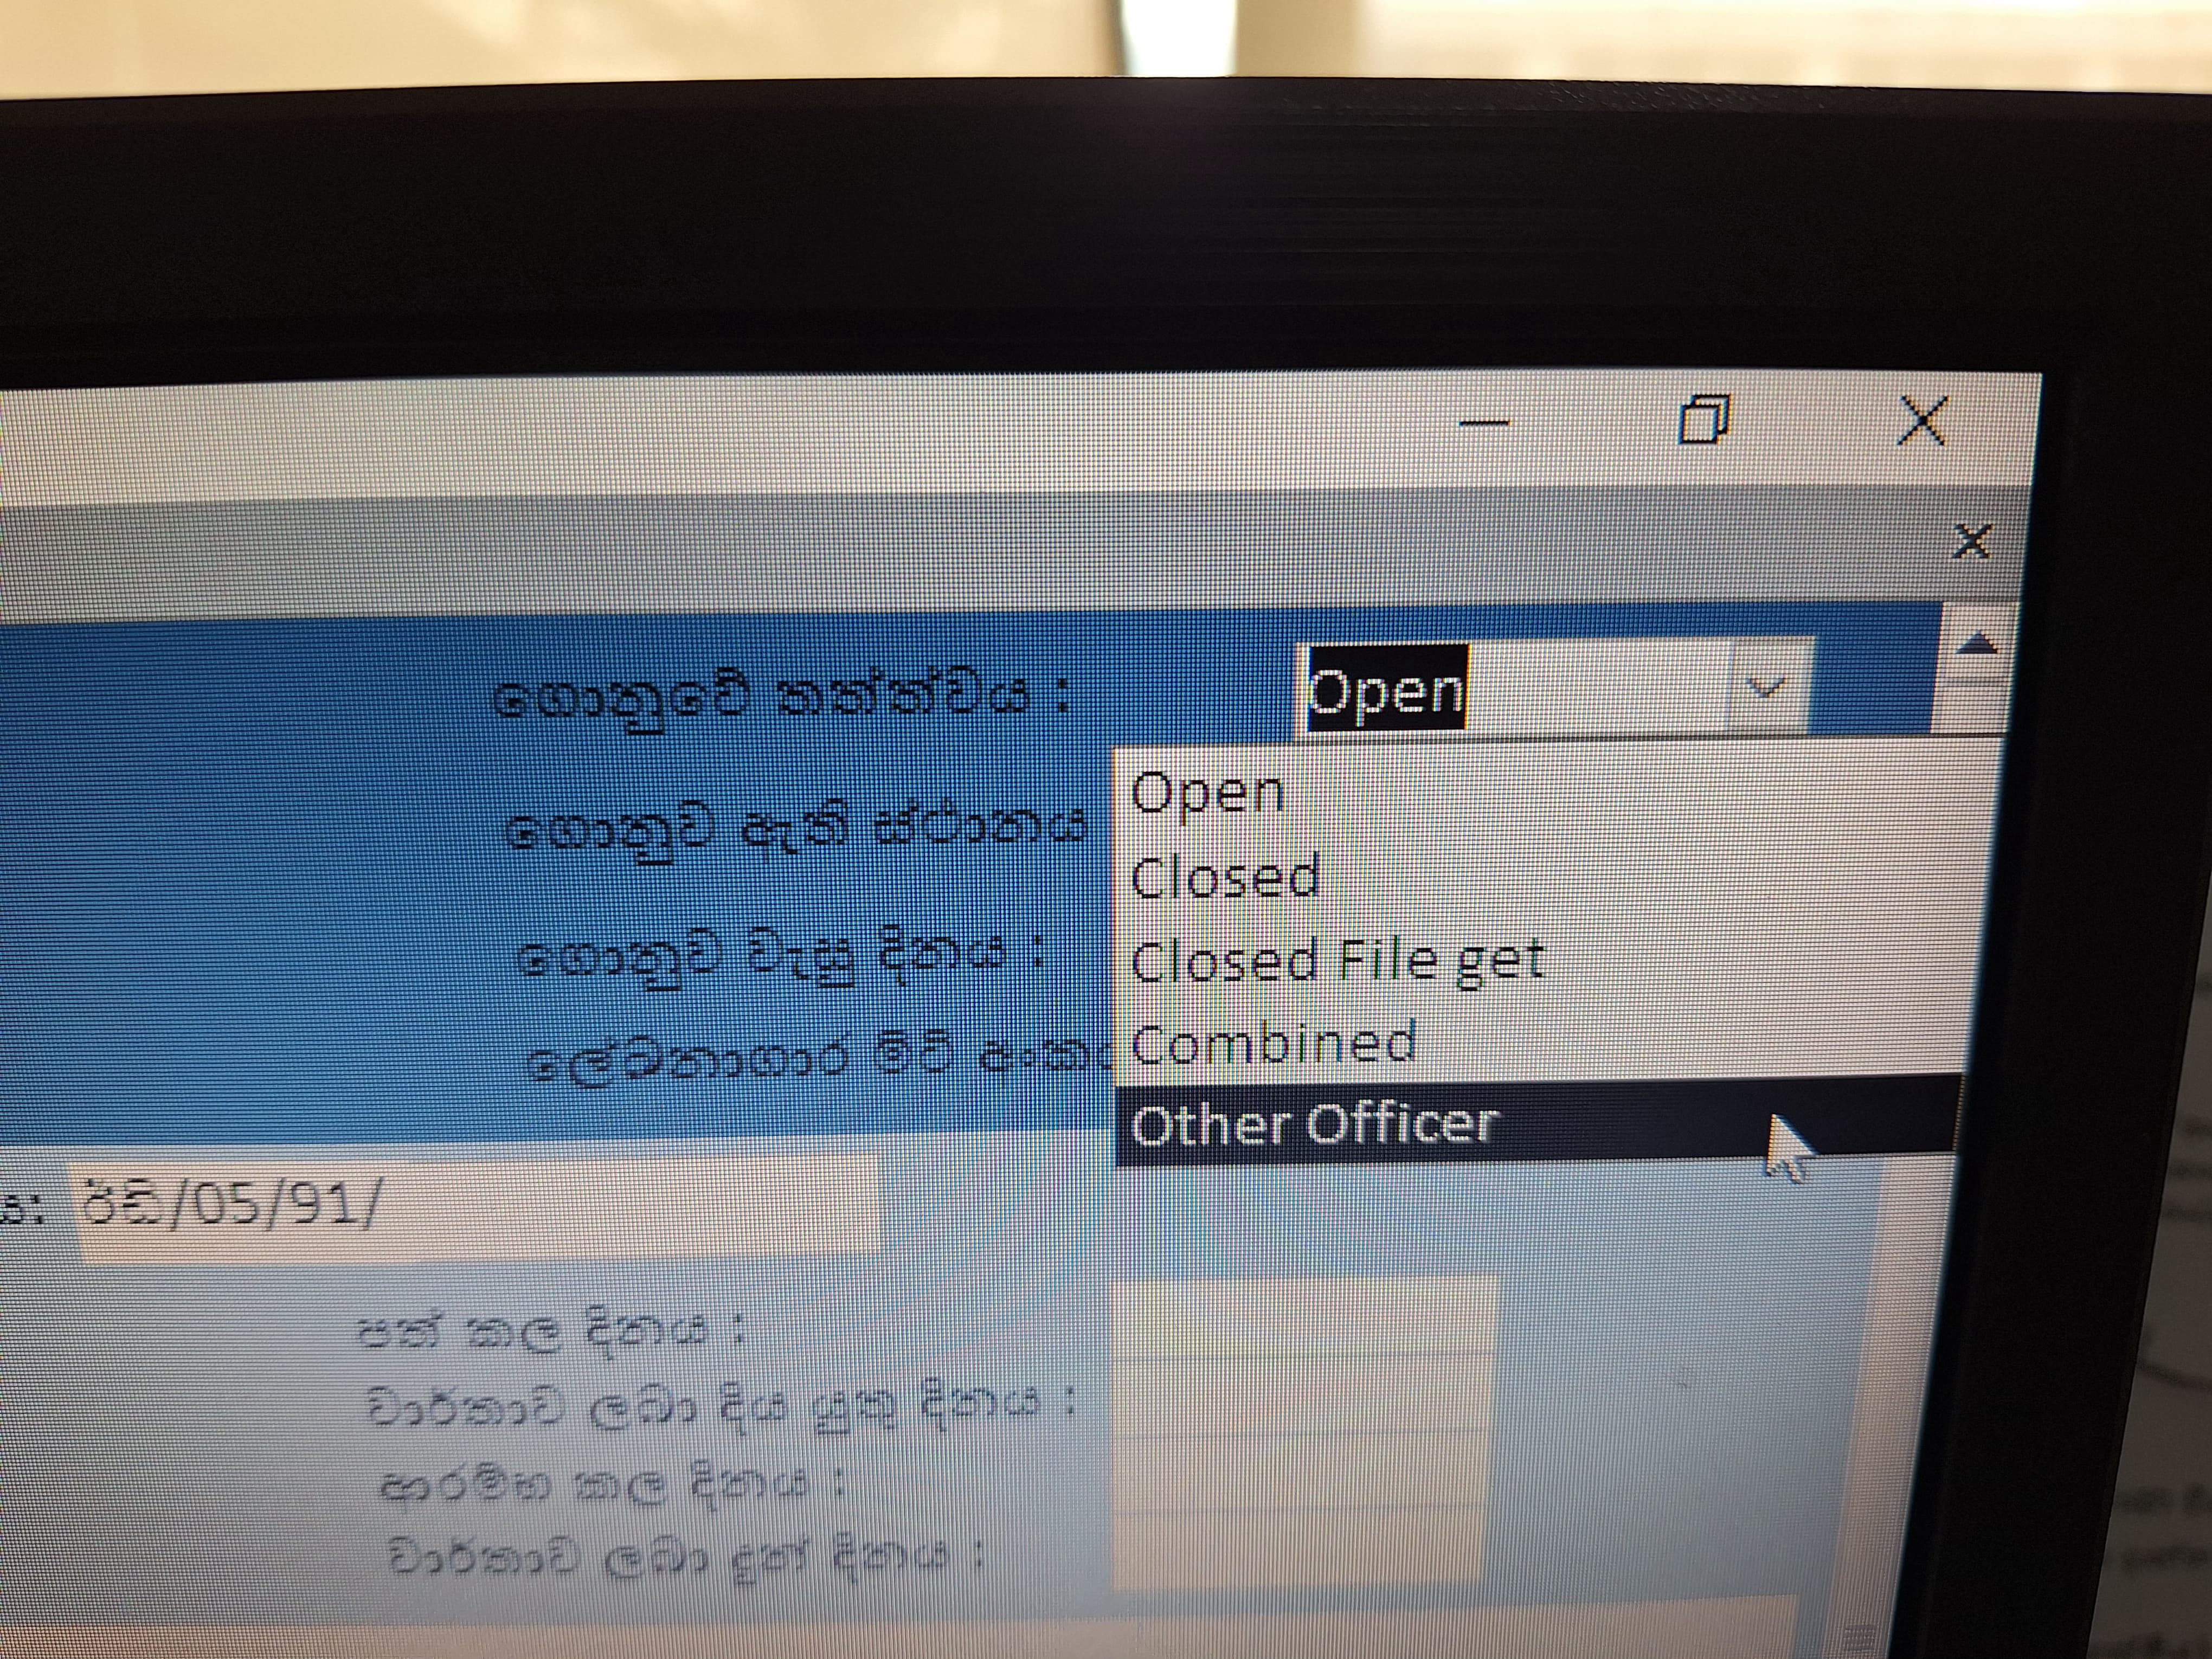 ගොනුවේ තත්ත්වය : Open
Open
ගොනුව ඇති ස්ථානය
Closed
ගොනුව වැසූ දිනය :
Closed File get
ලේඛනාගාර මිටි අංක
Combined
Other Officer
ය: /05/91/
පත් කල දිනය :
වාර්තාව ලබා දිය යුතු දිනය :
ආරම්භ කල දිනය :
වාර්තාව ලබා දුන් දිනය :